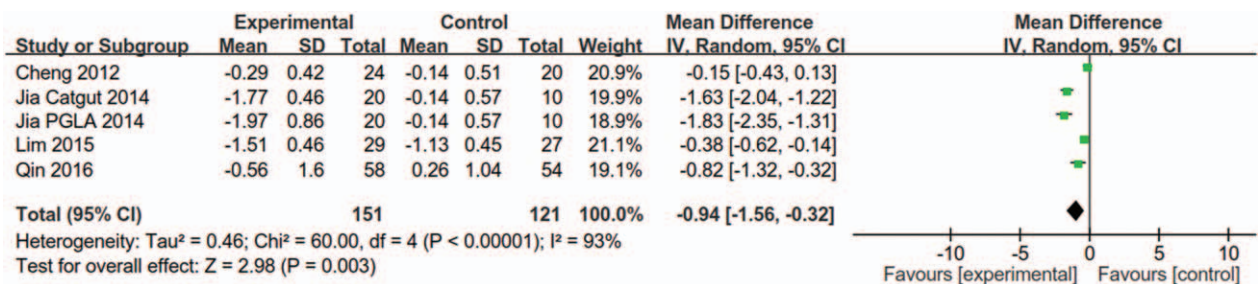 Experimental Control Mean Difference Mean Difference
Study or Subgroup Mean SD Total Mean SD Total Weight IV, Random, 95% CI IV, Random, 95% CI
Cheng 2012 -0.29 0.42 24 -0.14 0.51 20 20.9% -0.15 [-0.43, 0.13]
Jia Catgut 2014 -1.77 0.46 20 -0.14 0.57 10 19.9% -1.63 [-2.04, -1.22]
Jia PGLA 2014 -1.97 0.86 20 -0.14 0.57 10 18.9% -1.83 [-2.35, -1.31]
Lim 2015 -1.51 0.46 29 -1.13 0.45 27 21.1% -0.38 [-0.62, -0.14]
Qin 2016 -0.56 1.6 58 0.26 1.04 54 19.1% -0.82 [-1.32, -0.32]
Total (95% CI) 151 121 100.0% -0.94 [-1.56, -0.32]
Heterogeneity: Tau² = 0.46; Chi² = 60.00, df = 4 (P < 0.00001); I² = 93%
Test for overall effect: Z = 2.98 (P = 0.003)
-10 -5 0 5 10
Favours [experimental] Favours [control]